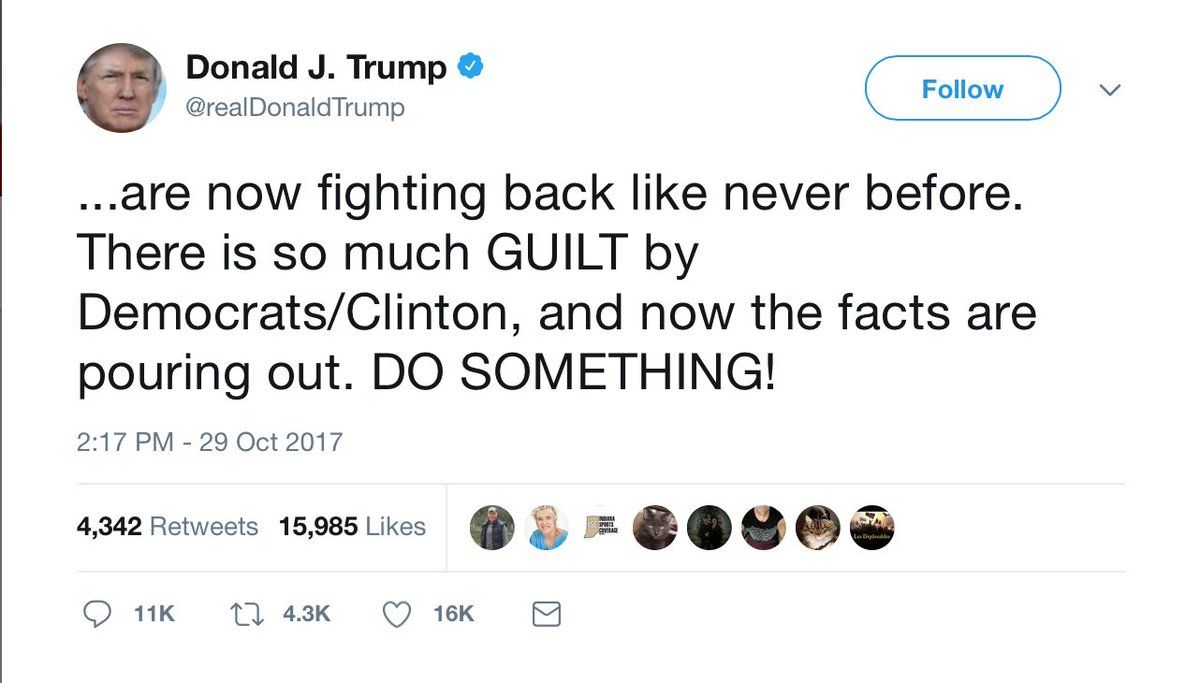 Donald J. Trump
@realDonaldTrump
Follow
...are now fighting back like never before.
There is so much GUILT by
Democrats/Clinton, and now the facts are
pouring out. DO SOMETHING!
2:17 PM - 29 Oct 2017
4,342 Retweets 15,985 Likes
INDIANA
SPORTS
COVERAGE
Les Deplorables
11K 4.3K 16K